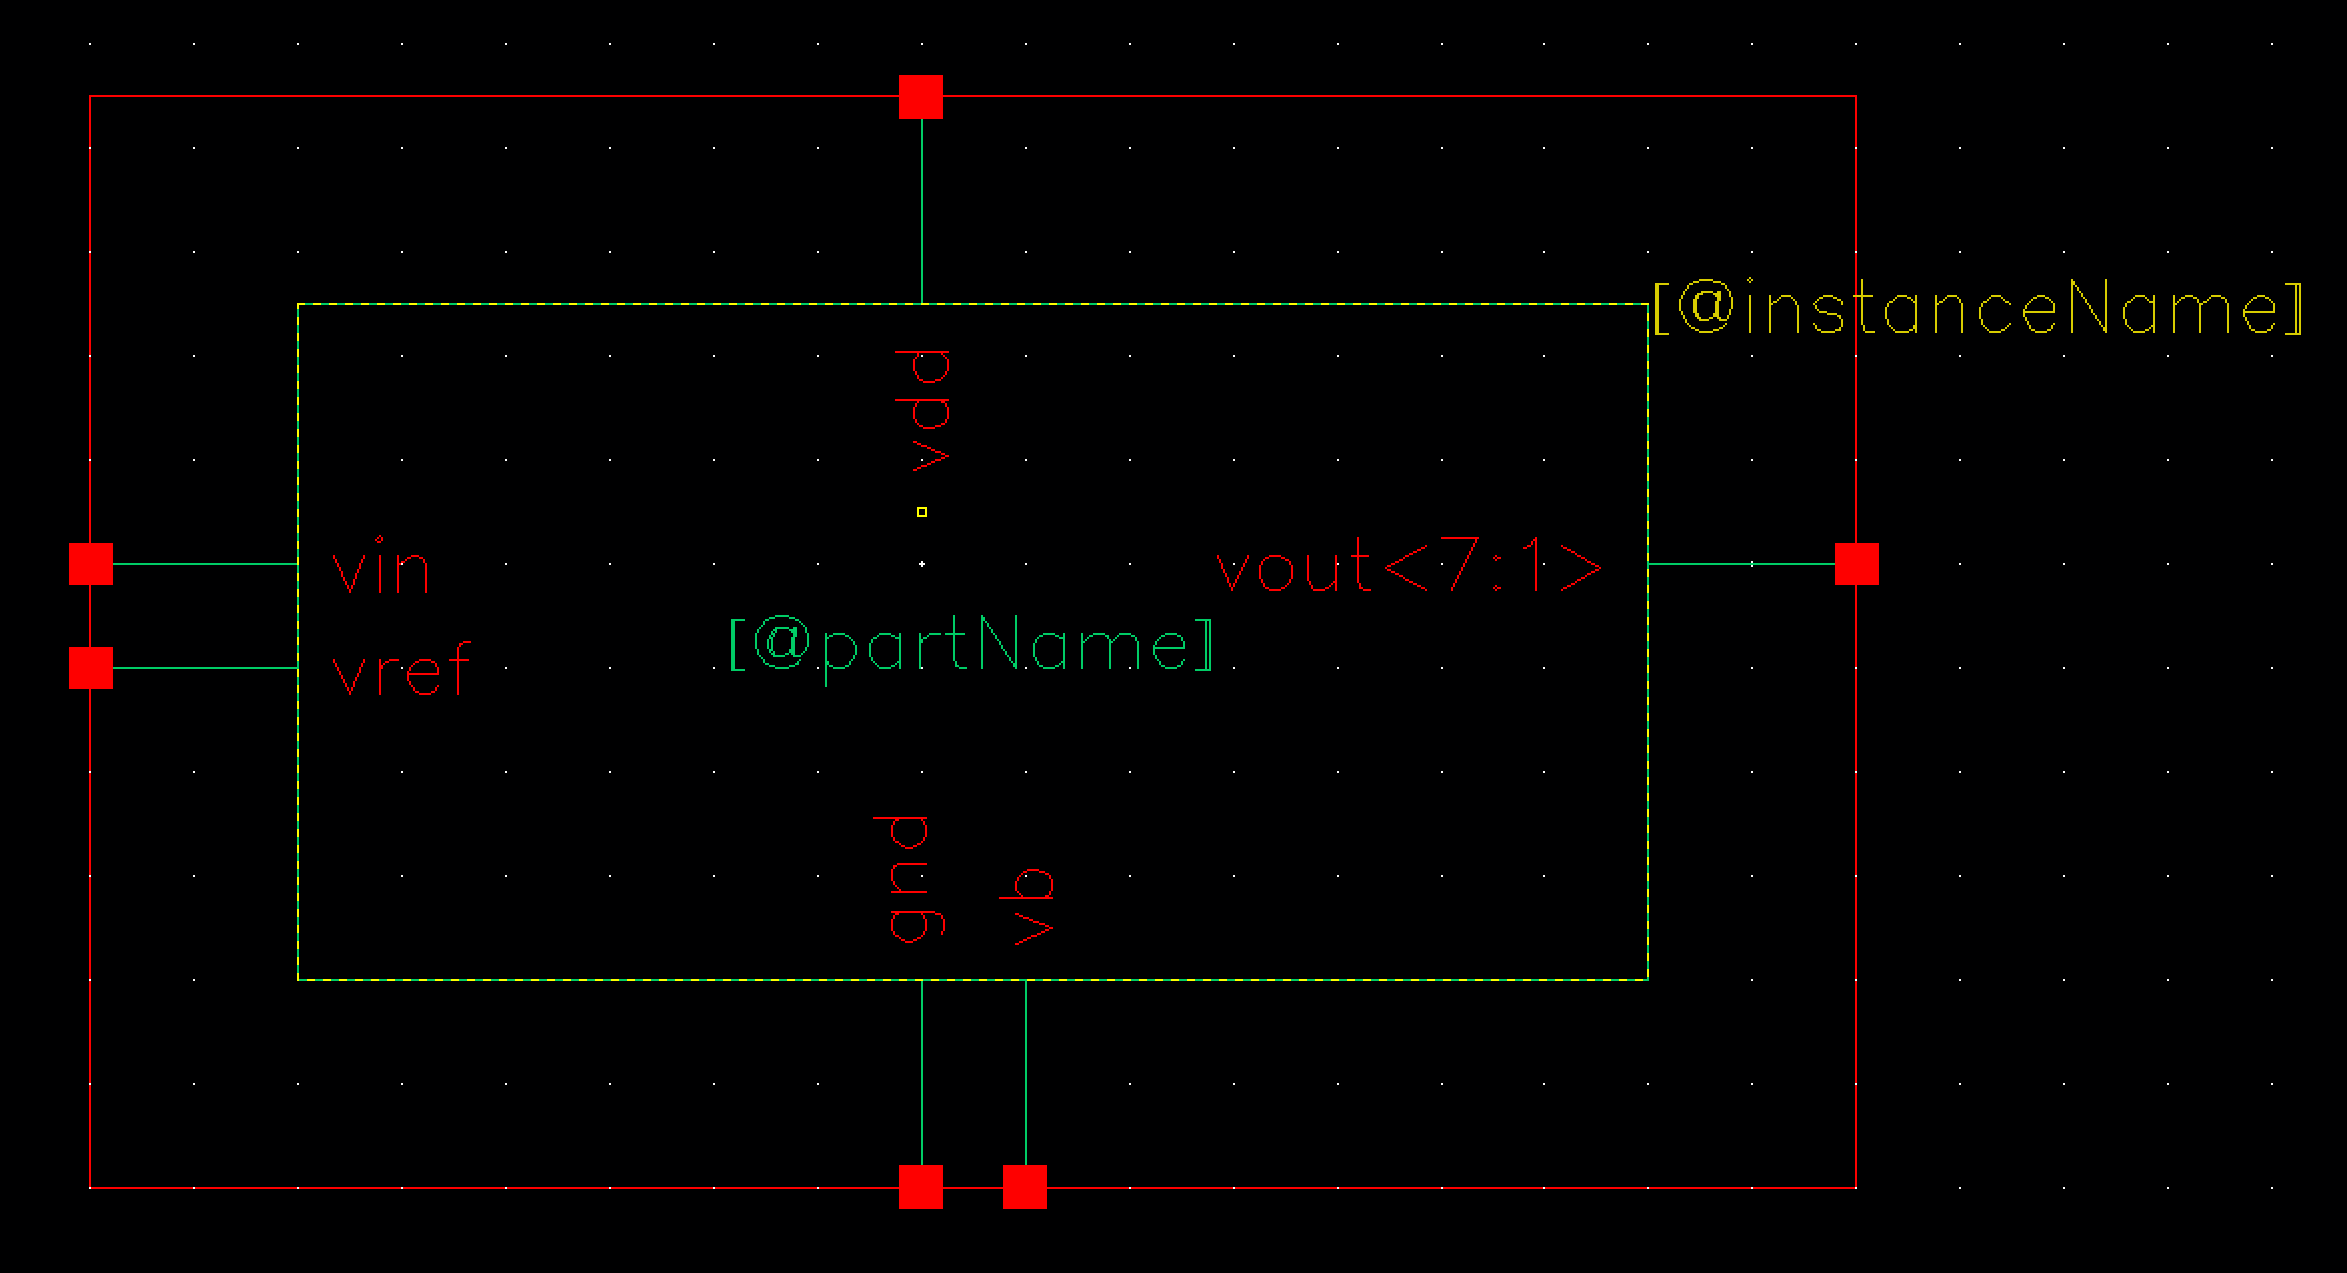 [@instanceName]
vdd
vin
vout<7:1>
[@partName]
vref
gnd
vb